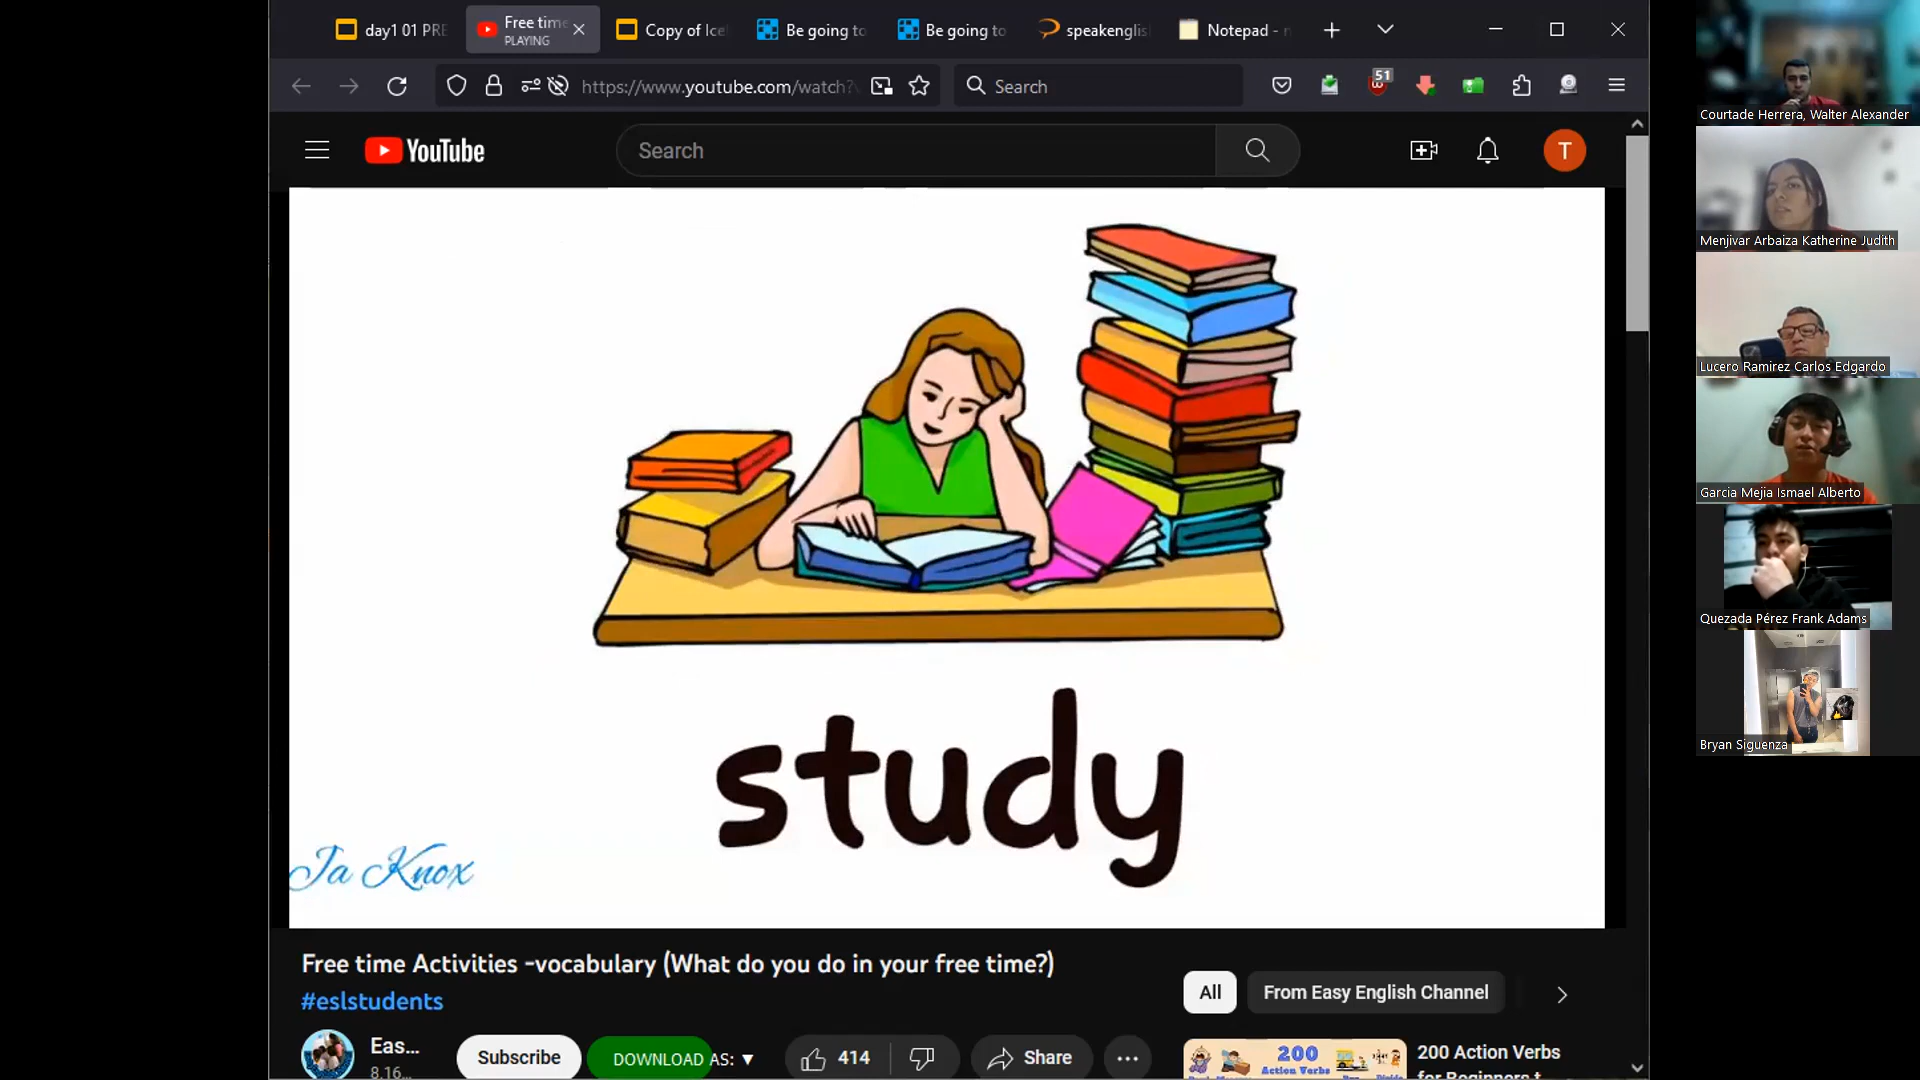 day1 01 PRE
Free time
PLAYING
Copy of Ice
Be going to
Be going to
speakenglis
Notepad - n
https://www.youtube.com/watch?v
Search
51
YouTube
Search
T
study
Ja Knox
Free time Activities -vocabulary (What do you do in your free time?)
#eslstudents
Eas...
8.16...
Subscribe
DOWNLOAD AS: ▼
414
Share
All
From Easy English Channel
200
Action Verbs
200 Action Verbs
for Beginners t
Courtade Herrera, Walter Alexander
Menjivar Arbaiza Katherine Judith
Lucero Ramirez Carlos Edgardo
Garcia Mejia Ismael Alberto
Quezada Pérez Frank Adams
Bryan Siguenza